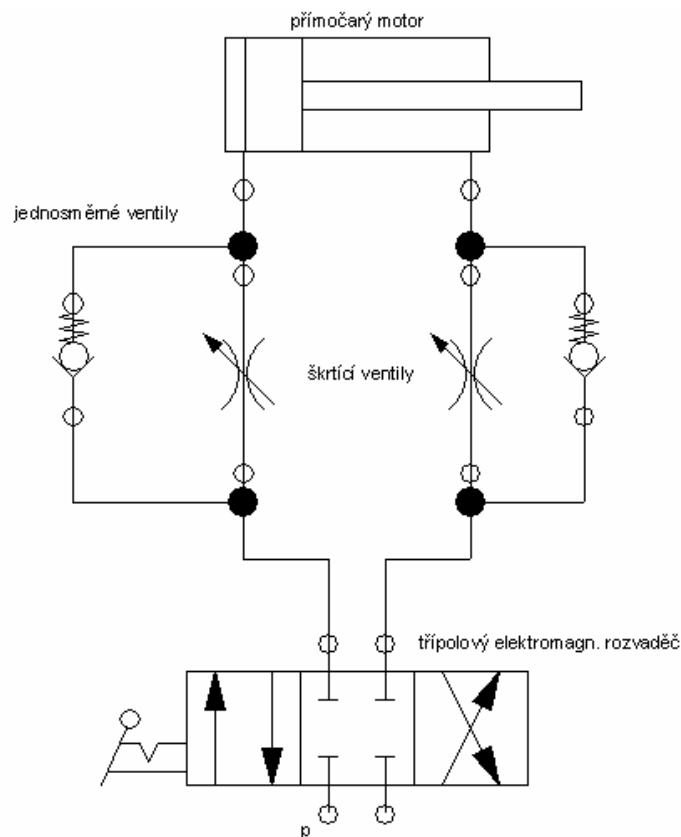 přímočarý motor
jednosměrné ventily
škrtící ventily
třípolový elektromagn. rozvaděč
p